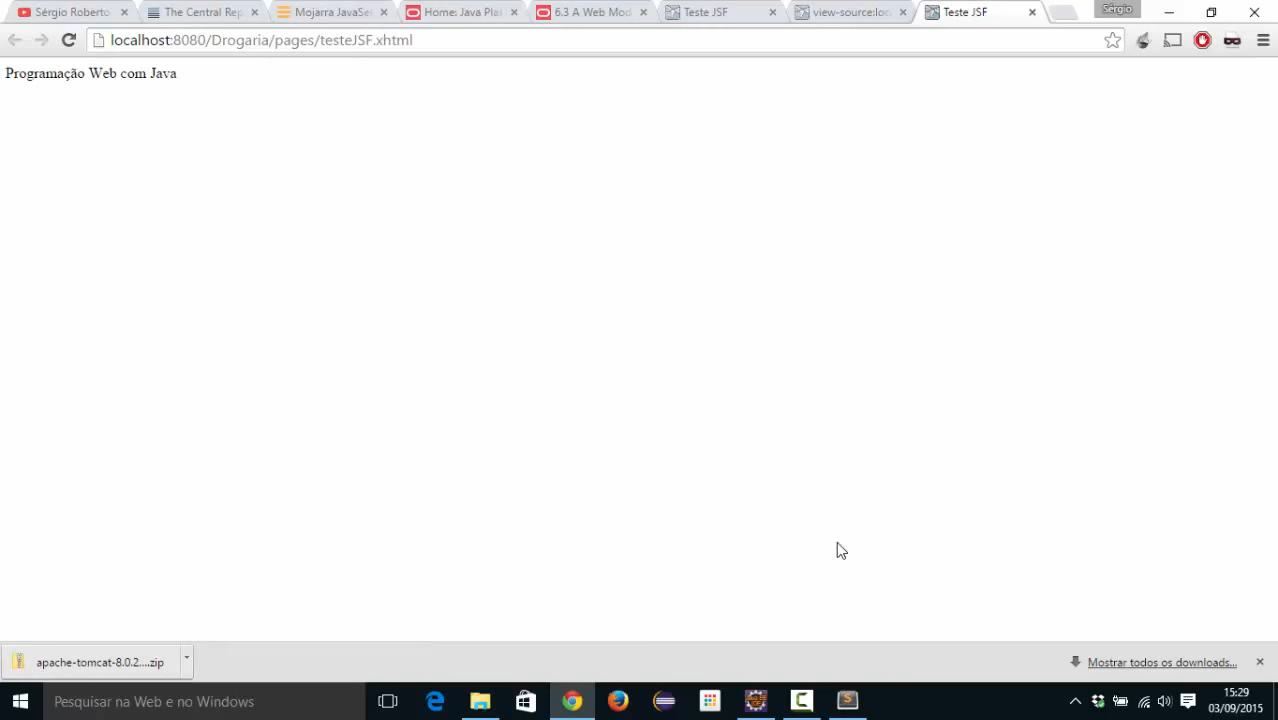 Sérgio Roberto
The Central Rep
Mojarra JavaSe
Home: Java Plat
6.3 A Web Mod
Teste JSF
view-source:loc
Teste JSF
Sérgio
localhost:8080/Drogaria/pages/testeJSF.xhtml
Programação Web com Java
apache-tomcat-8.0.2....zip
Mostrar todos os downloads...
Pesquisar na Web e no Windows
15:29
03/09/2015